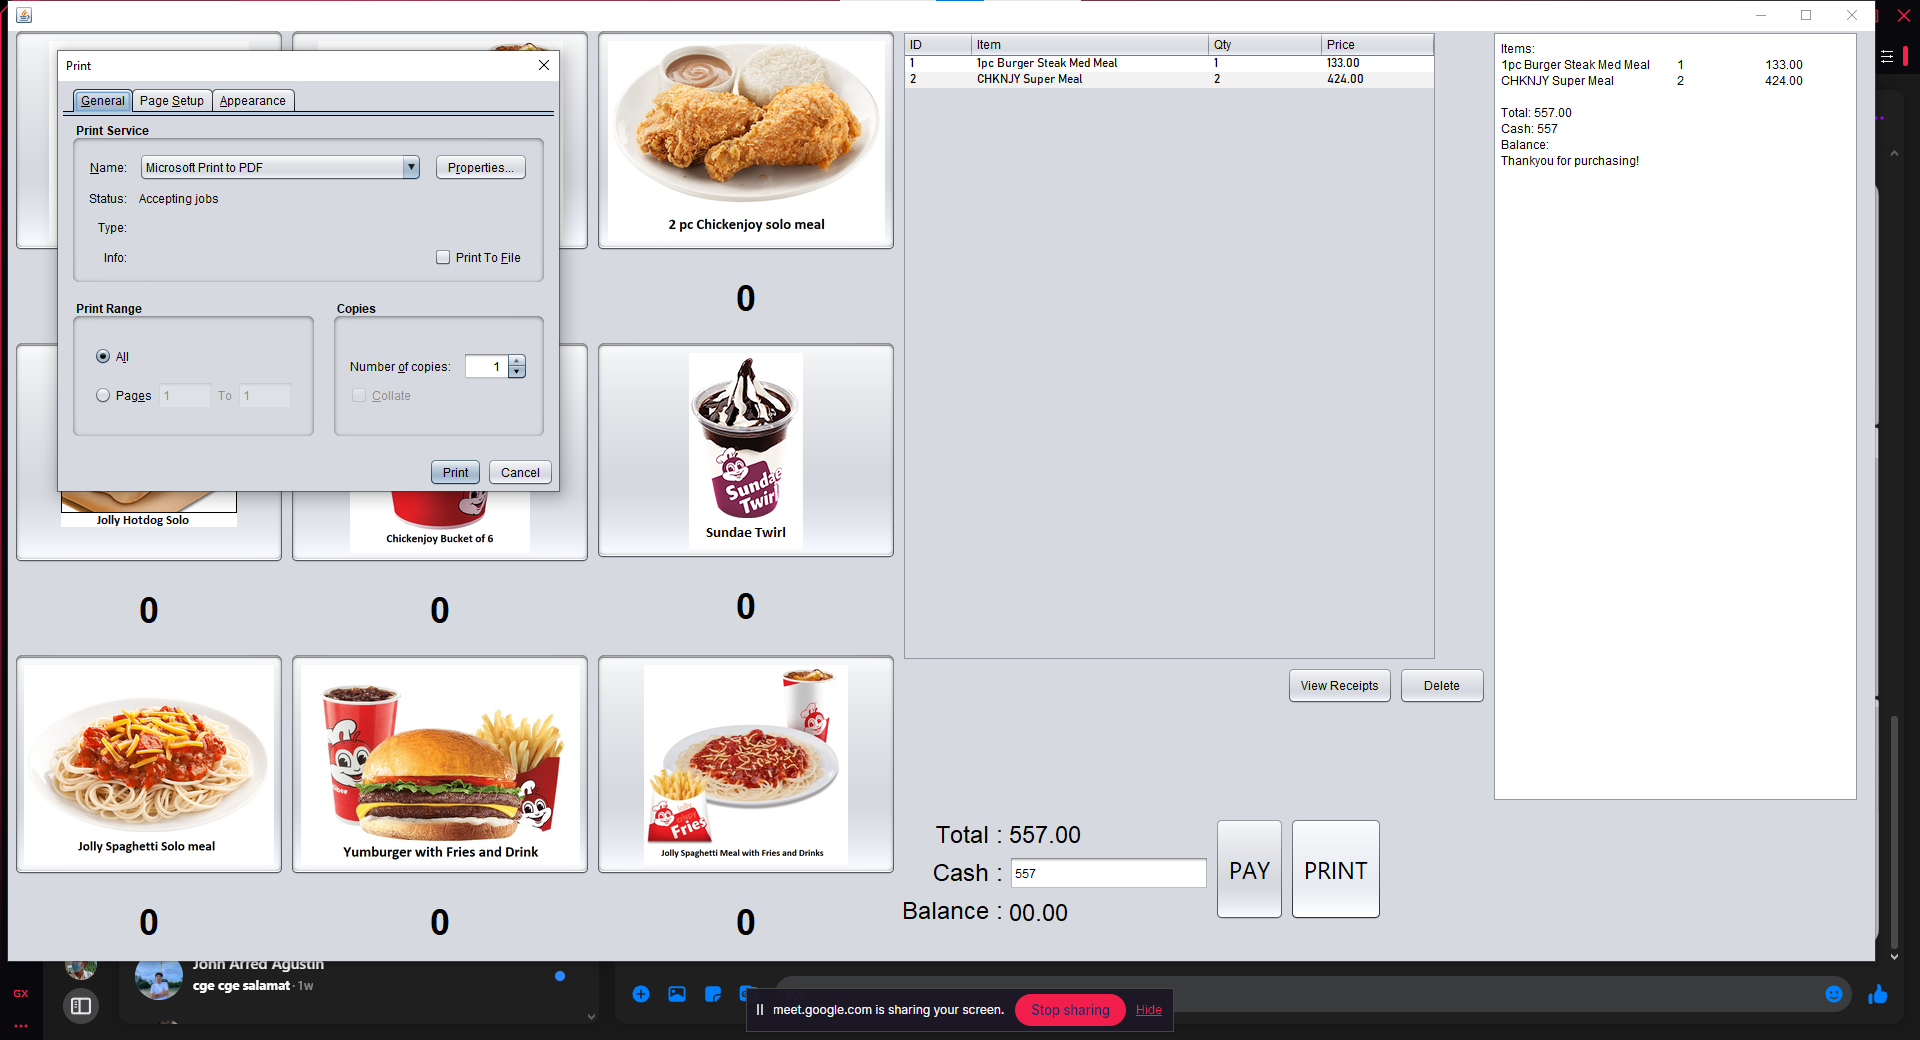 Print
General Page Setup Appearance
Print Service
Name: Microsoft Print to PDF Properties...
Status: Accepting jobs
Type:
Info: Print To File
Print Range
All
Pages 1 To 1
Copies
Number of copies: 1
Collate
Print Cancel
2 pc Chickenjoy solo meal
0
Jolly Hotdog Solo
Chickenjoy Bucket of 6
Sundae Twirl
Sundae Twirl
0 0 0
Jolly Spaghetti Solo meal
Yumburger with Fries and Drink
crispy Fries
Jolly Spaghetti Meal with Fries and Drinks
0 0 0
ID Item Qty Price
1 1pc Burger Steak Med Meal 1 133.00
2 CHKNJY Super Meal 2 424.00
View Receipts Delete
Total : 557.00
Cash : 557
Balance : 00.00
PAY PRINT
Items:
1pc Burger Steak Med Meal 1 133.00
CHKNJY Super Meal 2 424.00
Total: 557.00
Cash: 557
Balance:
Thankyou for purchasing!
GX
John Arred Agustin
cge cge salamat · 1w
meet.google.com is sharing your screen. Stop sharing Hide